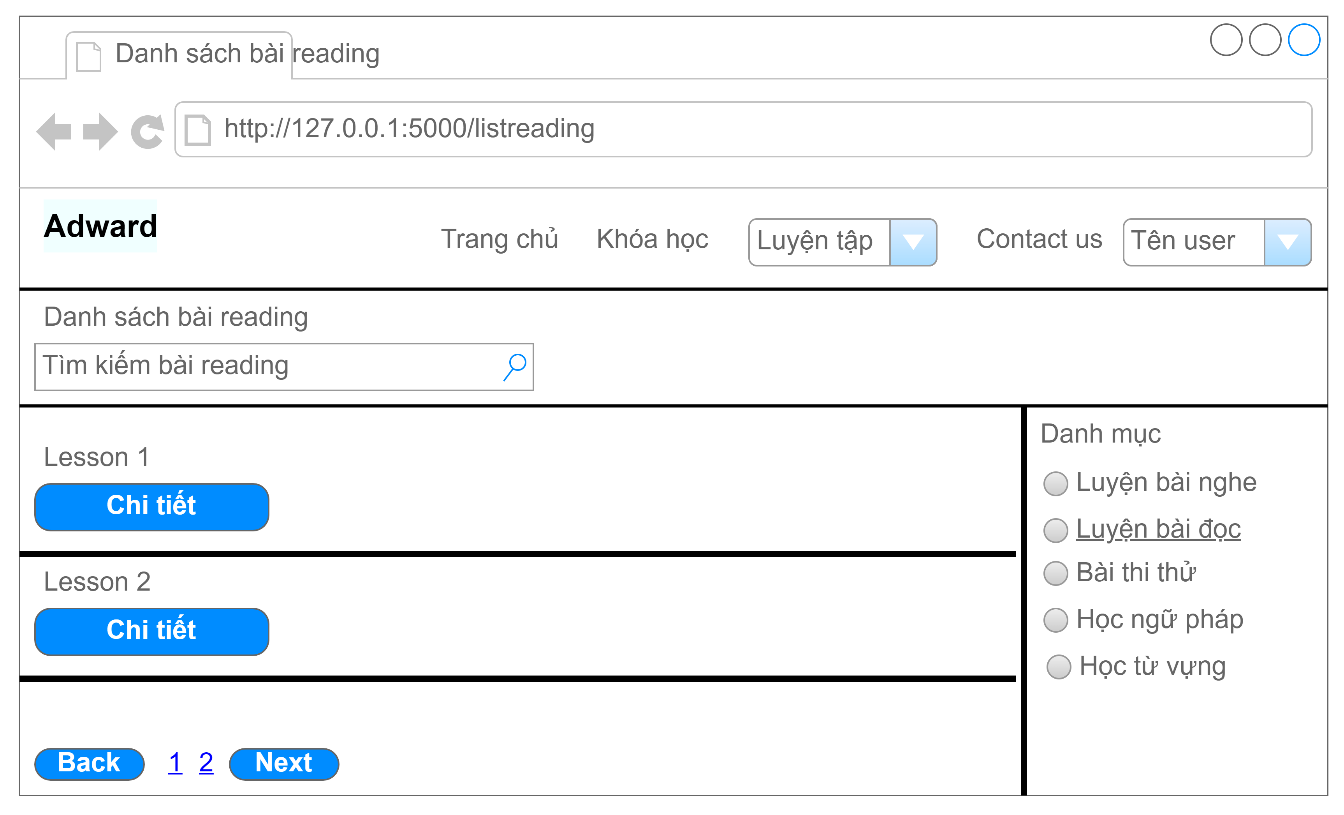 Danh sách bài reading
http://127.0.0.1:5000/listreading
Adward
Trang chủ Khóa học Luyện tập Contact us Tên user
Danh sách bài reading
Tìm kiếm bài reading
Lesson 1
Chi tiết
Lesson 2
Chi tiết
Back 1 2 Next
Danh mục
Luyện bài nghe
Luyện bài đọc
Bài thi thử
Học ngữ pháp
Học từ vựng